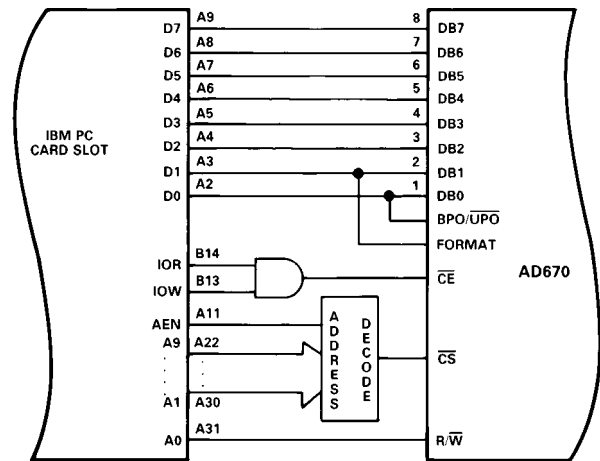 IBM PC
CARD SLOT
D7 A9 8 DB7
D6 A8 7 DB6
D5 A7 6 DB5
D4 A6 5 DB4
D3 A5 4 DB3
D2 A4 3 DB2
D1 A3 2 DB1
D0 A2 1 DB0
BPO/UPO
FORMAT
IOR B14
IOW B13
CE
AD670
AEN A11
A9 A22
A1 A30
ADDRESS
DECODE
CS
A0 A31 R/W